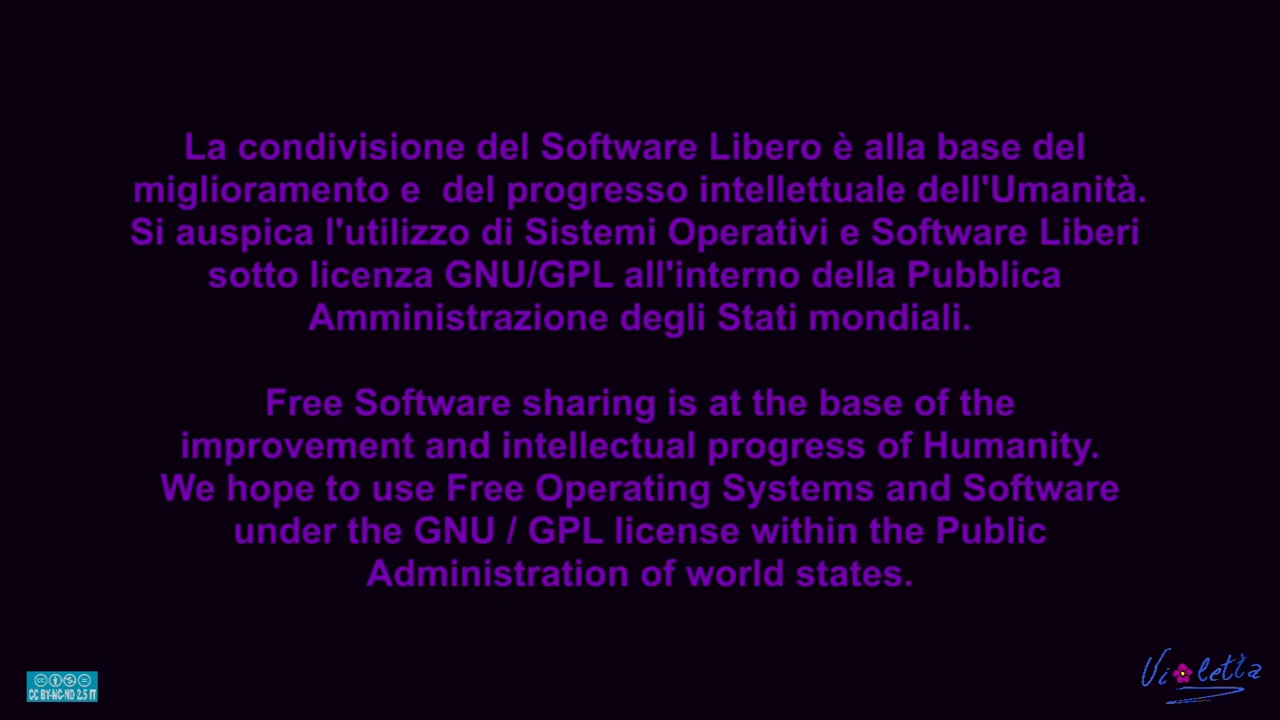 La condivisione del Software Libero è alla base del
miglioramento e  del progresso intellettuale dell'Umanità.
Si auspica l'utilizzo di Sistemi Operativi e Software Liberi
sotto licenza GNU/GPL all'interno della Pubblica
Amministrazione degli Stati mondiali.
Free Software sharing is at the base of the
improvement and intellectual progress of Humanity.
We hope to use Free Operating Systems and Software
under the GNU / GPL license within the Public
Administration of world states.
CC BY-NC-ND 2.5 IT
Violetta